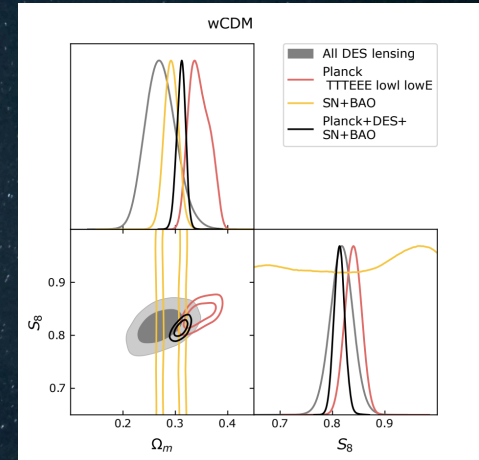 wCDM
All DES lensing
Planck
TTTEEE lowl lowE
SN+BAO
Planck+DES+
SN+BAO
0.9
0.8
0.7
S8
0.2
0.3
0.4
Ωm
0.7
0.8
0.9
S8